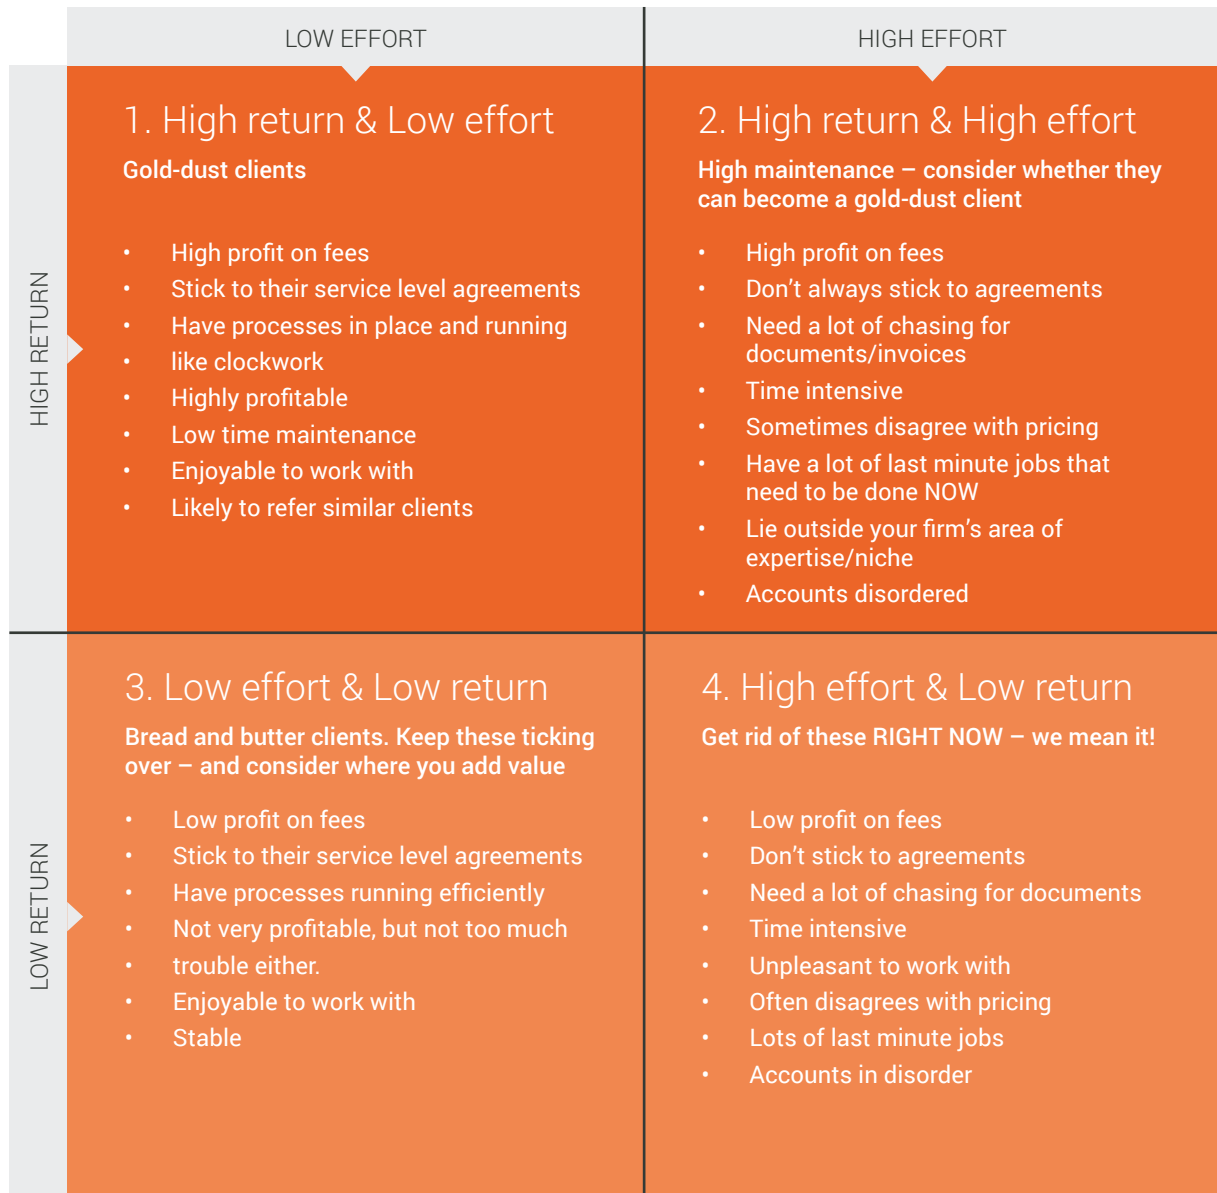 LOW EFFORT
HIGH EFFORT
HIGH RETURN
1. High return & Low effort
Gold-dust clients
• High profit on fees
• Stick to their service level agreements
• Have processes in place and running
• like clockwork
• Highly profitable
• Low time maintenance
• Enjoyable to work with
• Likely to refer similar clients
2. High return & High effort
High maintenance – consider whether they
can become a gold-dust client
• High profit on fees
• Don’t always stick to agreements
• Need a lot of chasing for
documents/invoices
• Time intensive
• Sometimes disagree with pricing
• Have a lot of last minute jobs that
need to be done NOW
• Lie outside your firm’s area of
expertise/niche
• Accounts disordered
LOW RETURN
3. Low effort & Low return
Bread and butter clients. Keep these ticking
over – and consider where you add value
• Low profit on fees
• Stick to their service level agreements
• Have processes running efficiently
• Not very profitable, but not too much
• trouble either.
• Enjoyable to work with
• Stable
4. High effort & Low return
Get rid of these RIGHT NOW – we mean it!
• Low profit on fees
• Don’t stick to agreements
• Need a lot of chasing for documents
• Time intensive
• Unpleasant to work with
• Often disagrees with pricing
• Lots of last minute jobs
• Accounts in disorder